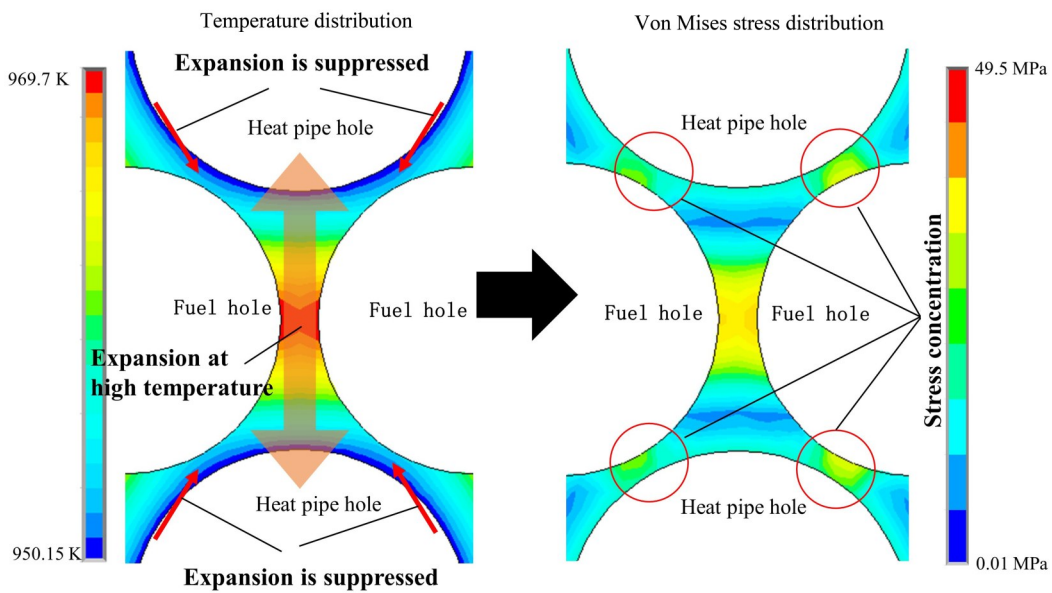 Temperature distribution
Von Mises stress distribution
969.7 K
Expansion is suppressed
Heat pipe hole
Fuel hole
Fuel hole
Expansion at
high temperature
Heat pipe hole
950.15 K
Expansion is suppressed
49.5 MPa
Heat pipe hole
Fuel hole
Fuel hole
Stress concentration
Heat pipe hole
0.01 MPa